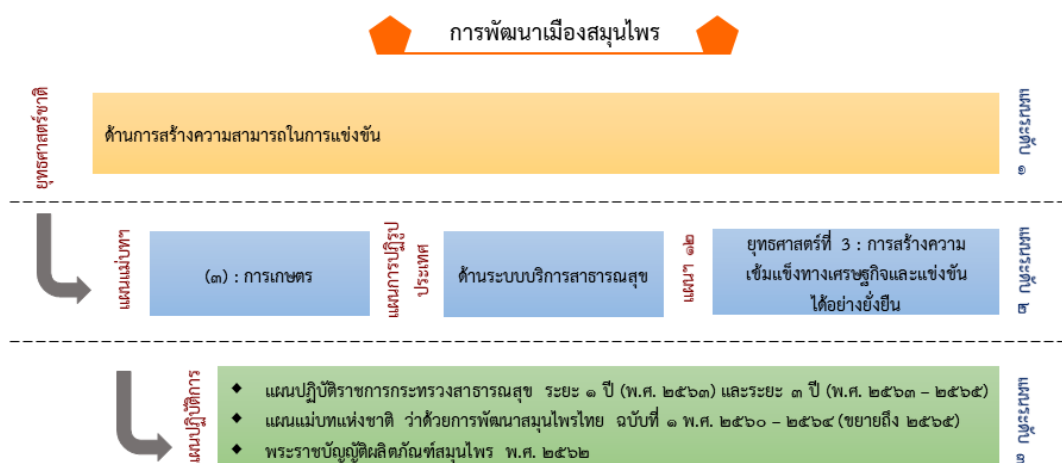 การพัฒนาเมืองสมุนไพร
ยุทธศาสตร์ชาติ
ด้านการสร้างความสามารถในการแข่งขัน
แผนระดับ ๑
แผนแม่บทฯ
(๓) : การเกษตร
แผนการปฏิรูป
ประเทศ
ด้านระบบบริการสาธารณสุข
แผนฯ ๑๒
ยุทธศาสตร์ที่ 3 : การสร้างความ
เข้มแข็งทางเศรษฐกิจและแข่งขัน
ได้อย่างยั่งยืน
แผนระดับ ๒
แผนปฏิบัติการ
◆ แผนปฏิบัติราชการกระทรวงสาธารณสุข ระยะ ๑ ปี (พ.ศ. ๒๕๖๓) และระยะ ๓ ปี (พ.ศ. ๒๕๖๓ – ๒๕๖๕)
◆ แผนแม่บทแห่งชาติ ว่าด้วยการพัฒนาสมุนไพรไทย ฉบับที่ ๑ พ.ศ. ๒๕๖๐ – ๒๕๖๔ (ขยายถึง ๒๕๖๕)
◆ พระราชบัญญัติผลิตภัณฑ์สมุนไพร พ.ศ. ๒๕๖๒
แผนระดับ ๓